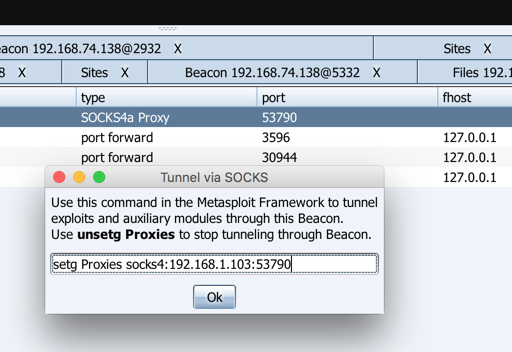 eacon 192.168.74.138@2932 X Sites X
8 X Sites X Beacon 192.168.74.138@5332 X Files 192.1
type port fhost
SOCKS4a Proxy 53790
port forward 3596 127.0.0.1
port forward 30944 127.0.0.1
127.0.0.1
Tunnel via SOCKS
Use this command in the Metasploit Framework to tunnel
exploits and auxiliary modules through this Beacon.
Use unsetg Proxies to stop tunneling through Beacon.
setg Proxies socks4:192.168.1.103:53790
Ok